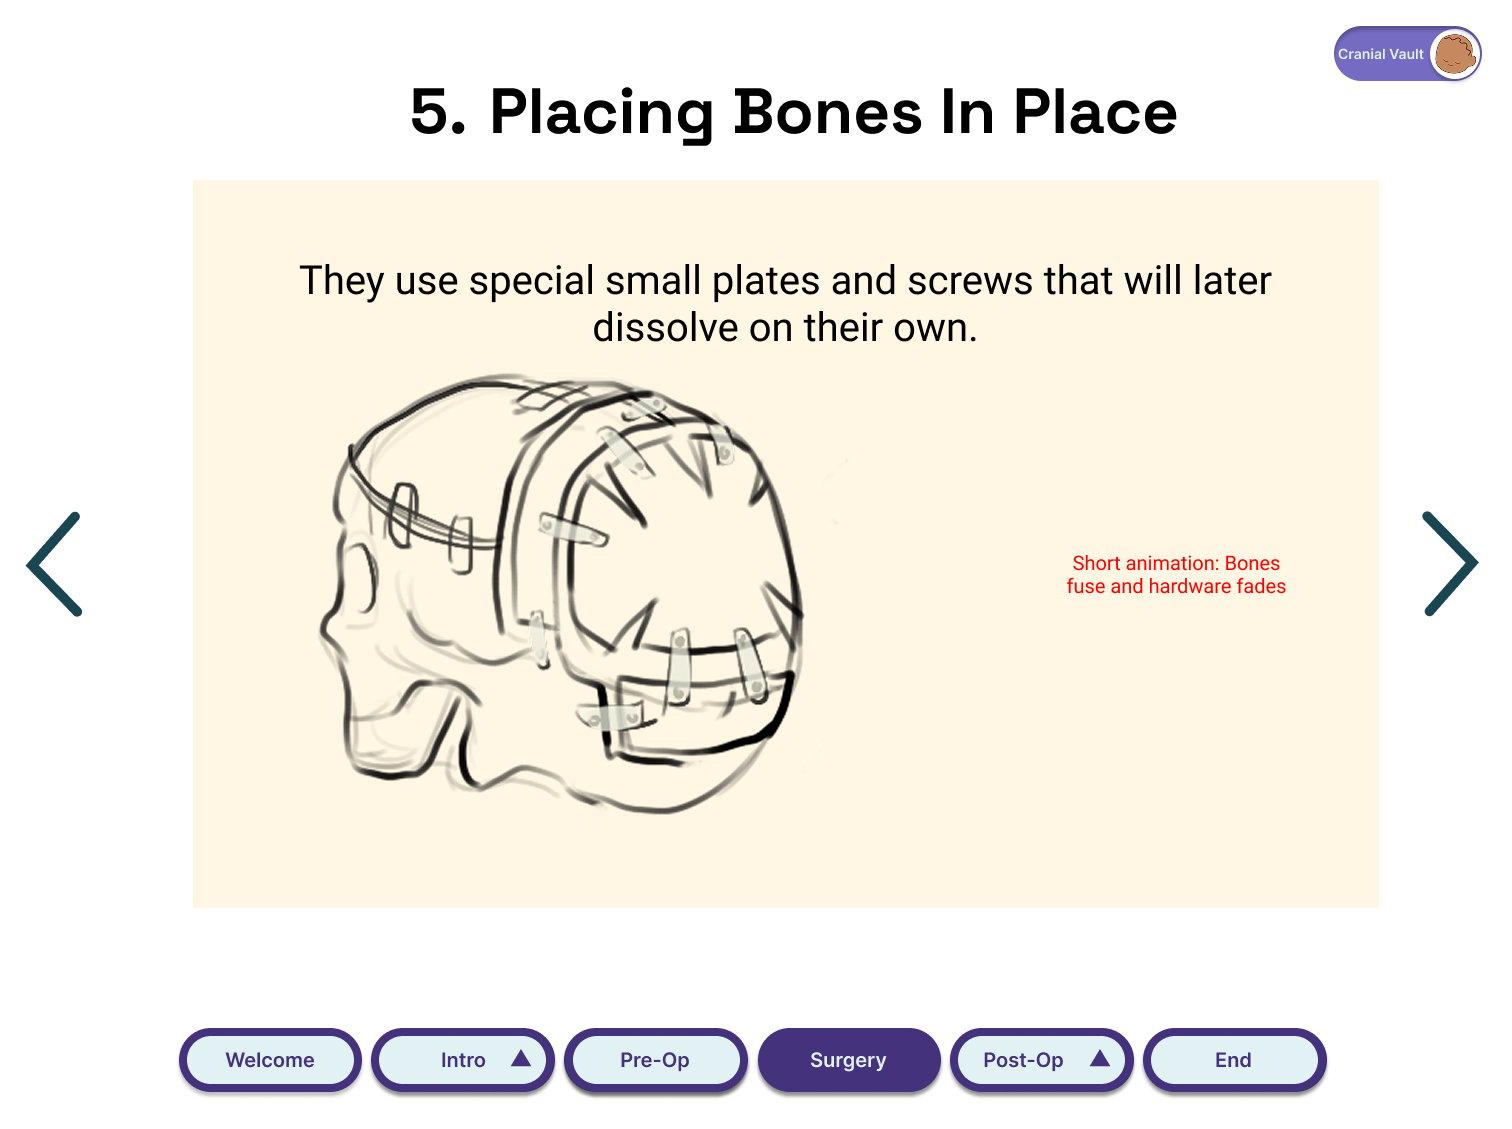 Cranial Vault
5. Placing Bones In Place
They use special small plates and screws that will later
dissolve on their own.
Short animation: Bones
fuse and hardware fades
Welcome
Intro
Pre-Op
Surgery
Post-Op
End